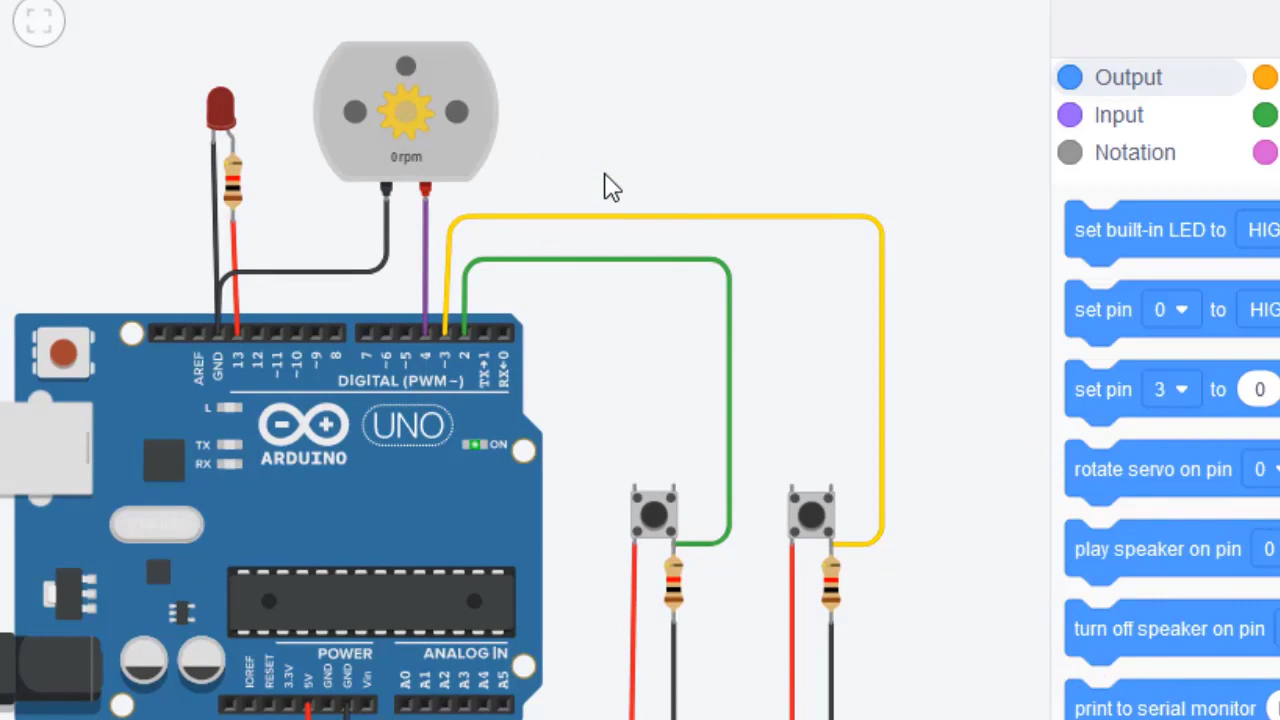 Output
Input
Notation
0 rpm
set built-in LED to HIG
set pin 0 to HIG
set pin 3 to 0
rotate servo on pin 0
play speaker on pin 0
turn off speaker on pin
print to serial monitor
AREF
GND
13
12
~11
~10
~9
8
7
~6
~5
4
~3
2
TX→1
RX←0
DIGITAL (PWM~)
L
TX
RX
UNO
ARDUINO
ON
POWER
ANALOG IN
IOREF
RESET
3.3V
5V
GND
GND
Vin
A0
A1
A2
A3
A4
A5